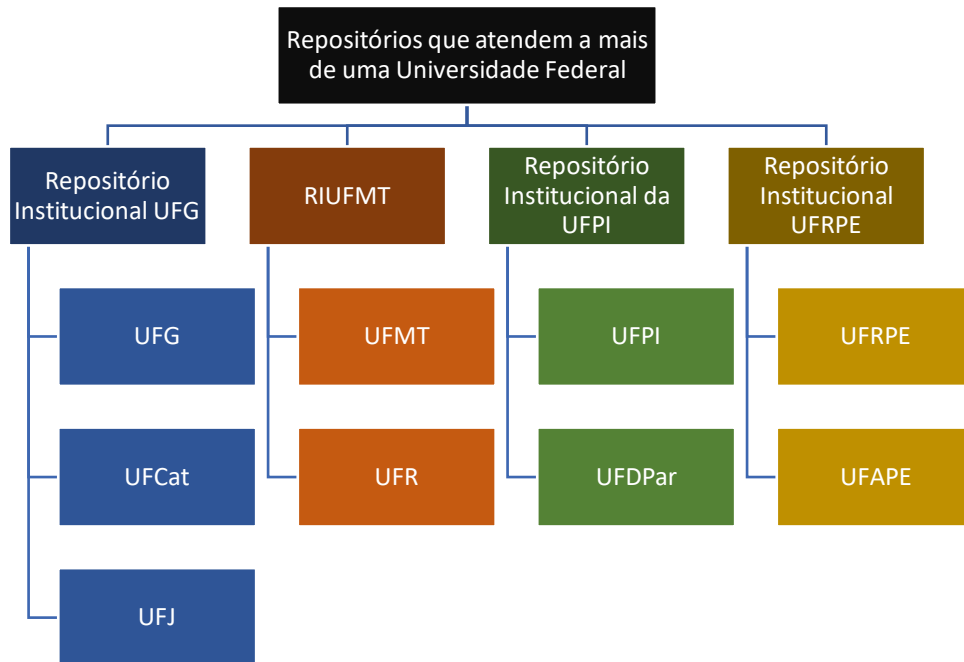 Repositórios que atendem a mais
de uma Universidade Federal
Repositório
Institucional UFG
RIUFMT
Repositório
Institucional da
UFPI
Repositório
Institucional
UFRPE
UFG
UFMT
UFPI
UFRPE
UFCat
UFR
UFDPar
UFAPE
UFJ